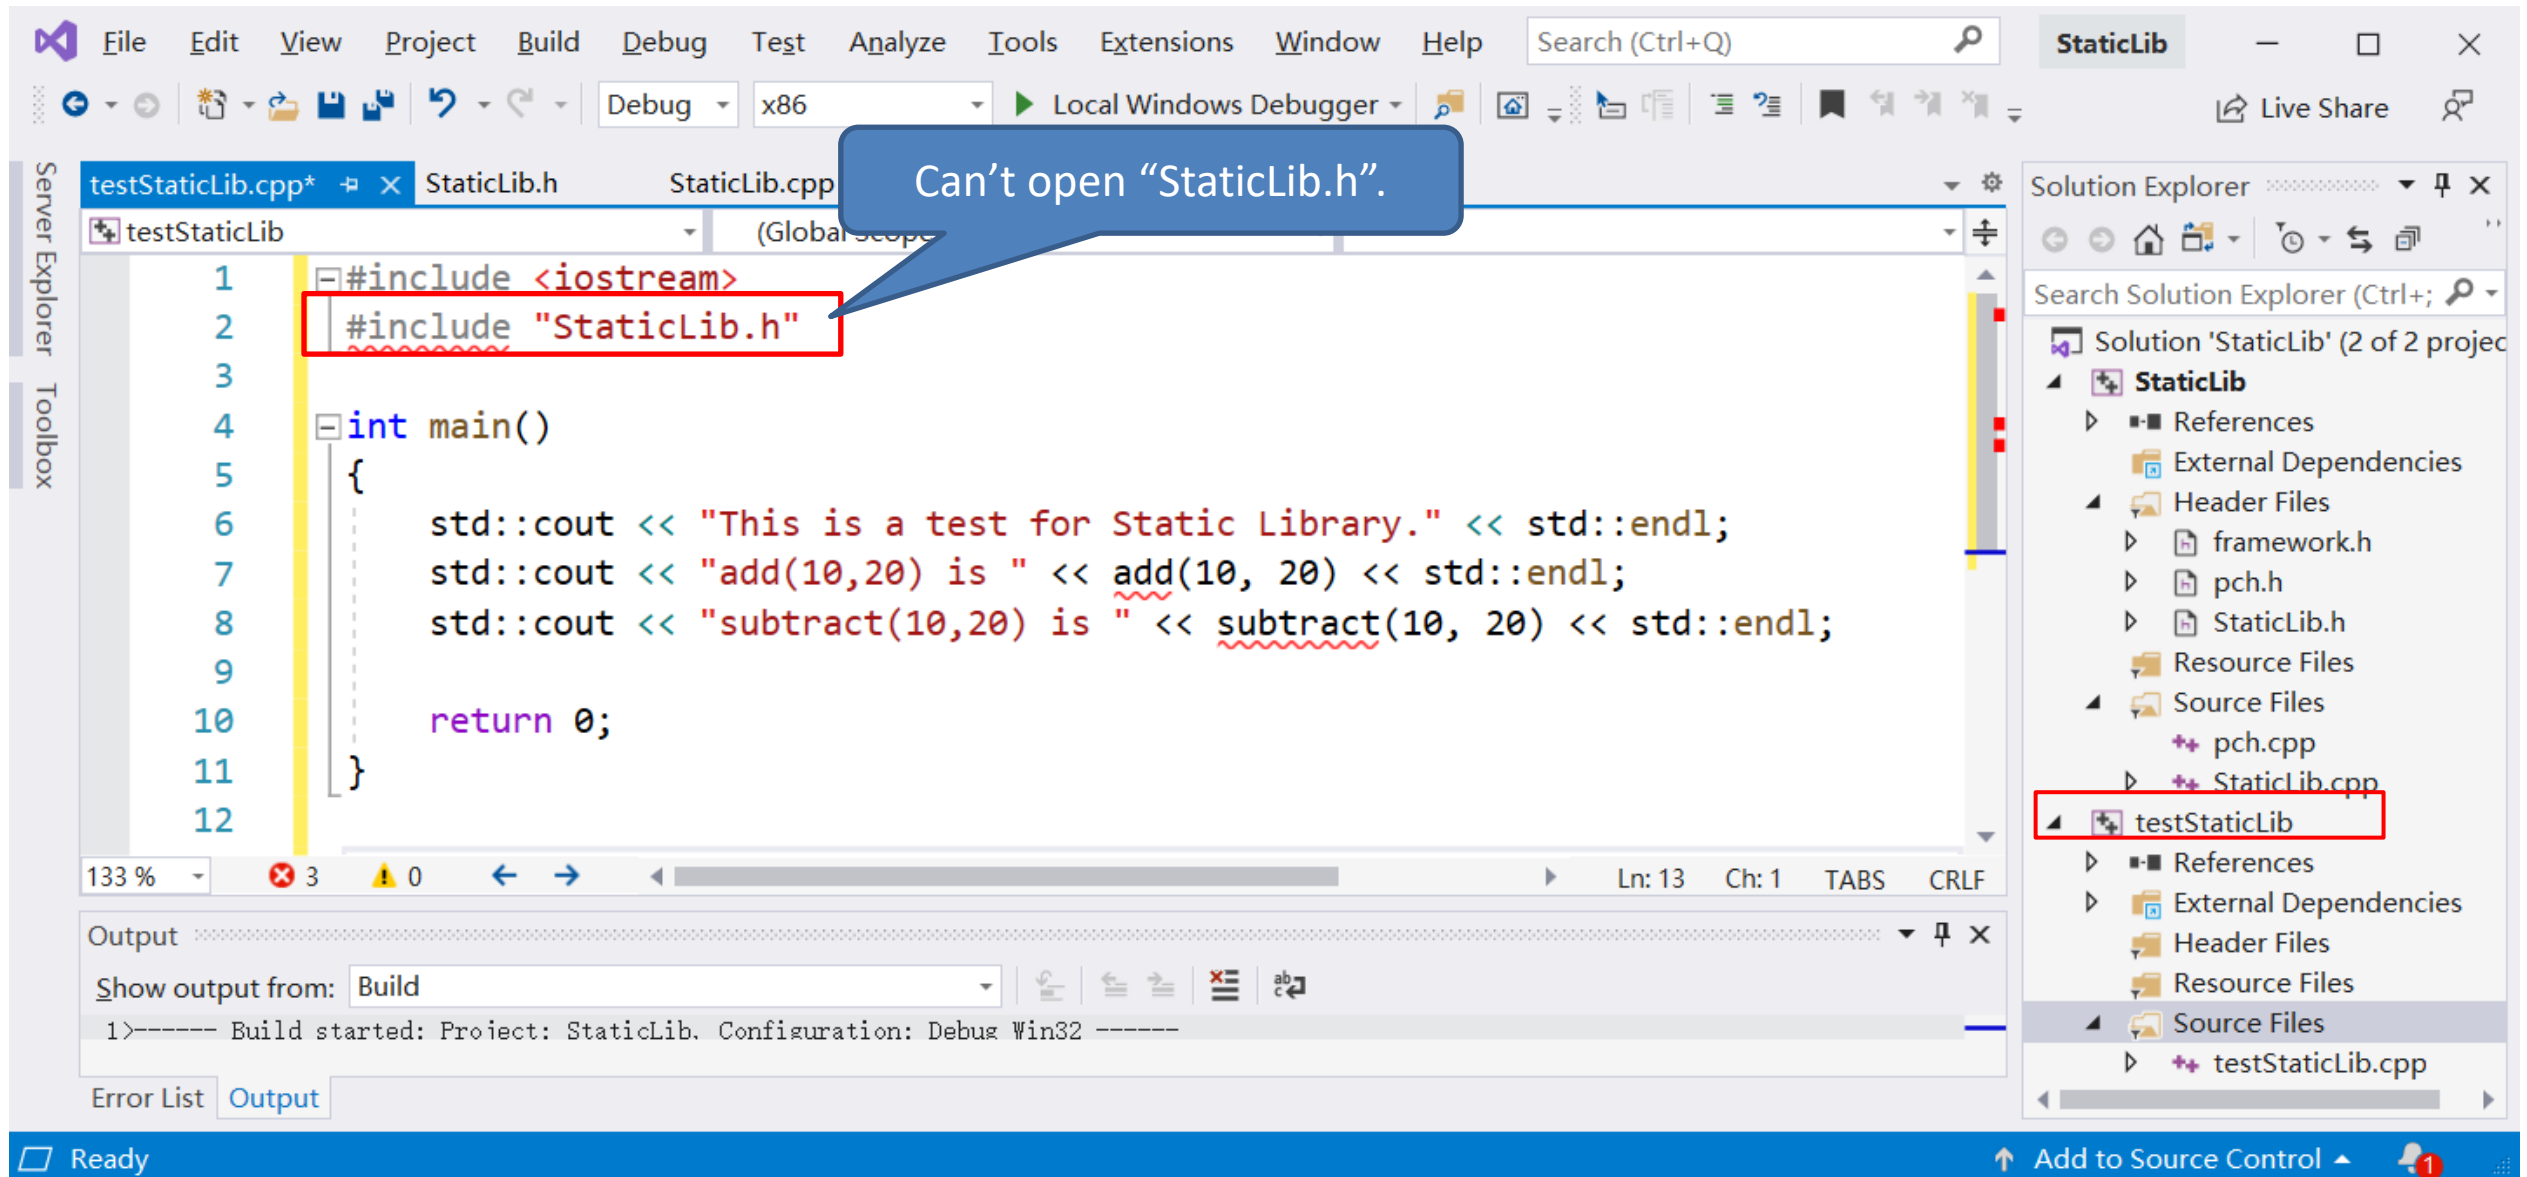 File Edit View Project Build Debug Test Analyze Tools Extensions Window Help Search (Ctrl+Q) StaticLib
Debug x86 Local Windows Debugger Live Share
Server Explorer
Toolbox
testStaticLib.cpp* StaticLib.h StaticLib.cpp
Can’t open “StaticLib.h”.
testStaticLib
1 #include <iostream>
2 #include "StaticLib.h"
3
4 int main()
5 {
6 std::cout << "This is a test for Static Library." << std::endl;
7 std::cout << "add(10,20) is " << add(10, 20) << std::endl;
8 std::cout << "subtract(10,20) is " << subtract(10, 20) << std::endl;
9
10 return 0;
11 }
12
133 % 3 0 Ln: 13 Ch: 1 TABS CRLF
Output
Show output from: Build
1>------ Build started: Project: StaticLib, Configuration: Debug Win32 ------
Error List Output
Solution Explorer
Search Solution Explorer (Ctrl+;
Solution 'StaticLib' (2 of 2 projec
StaticLib
References
External Dependencies
Header Files
framework.h
pch.h
StaticLib.h
Resource Files
Source Files
pch.cpp
StaticLib.cpp
testStaticLib
References
External Dependencies
Header Files
Resource Files
Source Files
testStaticLib.cpp
Ready Add to Source Control 1